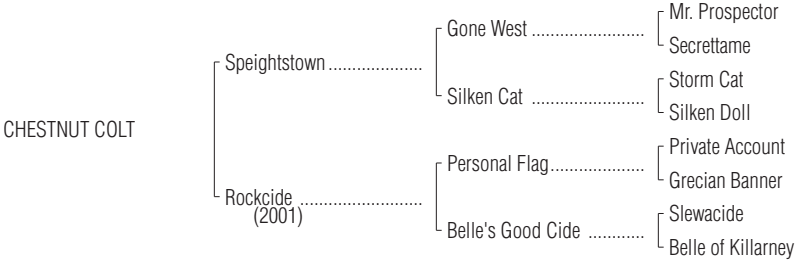 Mr. Prospector
Gone West ........................
Secrettame
Speightstown ....................
Storm Cat
Silken Cat ........................
Silken Doll
CHESTNUT COLT
Private Account
Personal Flag ....................
Grecian Banner
Rockcide ..........................
(2001)
Slewacide
Belle's Good Cide ............
Belle of Killarney